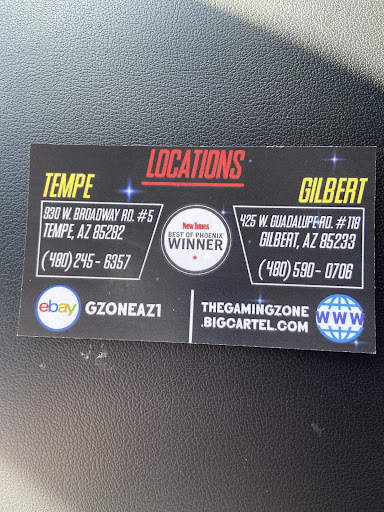 LOCATIONS
TEMPE
930 W. BROADWAY RD. #5
TEMPE, AZ 85282
(480) 245 - 6357
New Times
BEST OF PHOENIX
WINNER
GILBERT
425 W. GUADALUPE RD. #118
GILBERT, AZ 85233
(480) 590 - 0706
ebay
GZONEAZ1
THEGAMINGZONE
.BIGCARTEL.COM
WWW